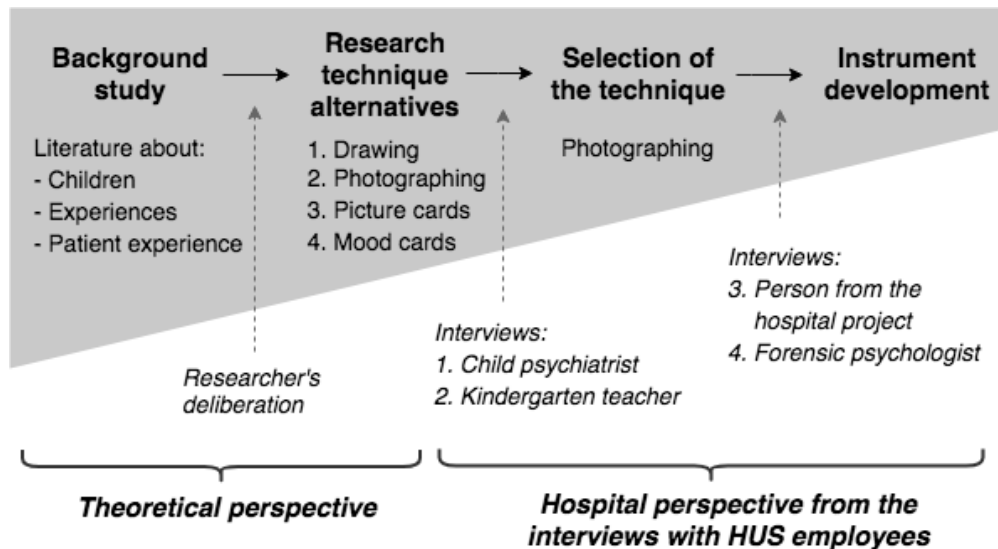 Background
study
Research
technique
alternatives
Selection of
the technique
Instrument
development
Literature about:
- Children
- Experiences
- Patient experience
1. Drawing
2. Photographing
3. Picture cards
4. Mood cards
Photographing
Researcher's
deliberation
Interviews:
1. Child psychiatrist
2. Kindergarten teacher
Interviews:
3. Person from the
hospital project
4. Forensic psychologist
Theoretical perspective
Hospital perspective from the
interviews with HUS employees